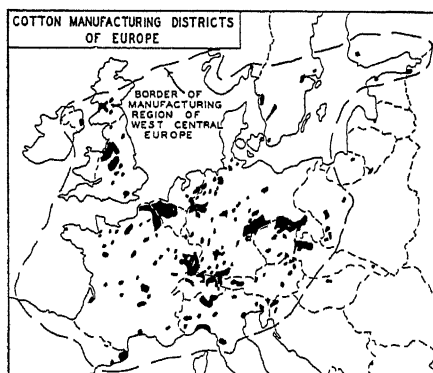 COTTON MANUFACTURING DISTRICTS
OF EUROPE
BORDER OF
MANUFACTURING
REGION OF
WEST CENTRAL
EUROPE